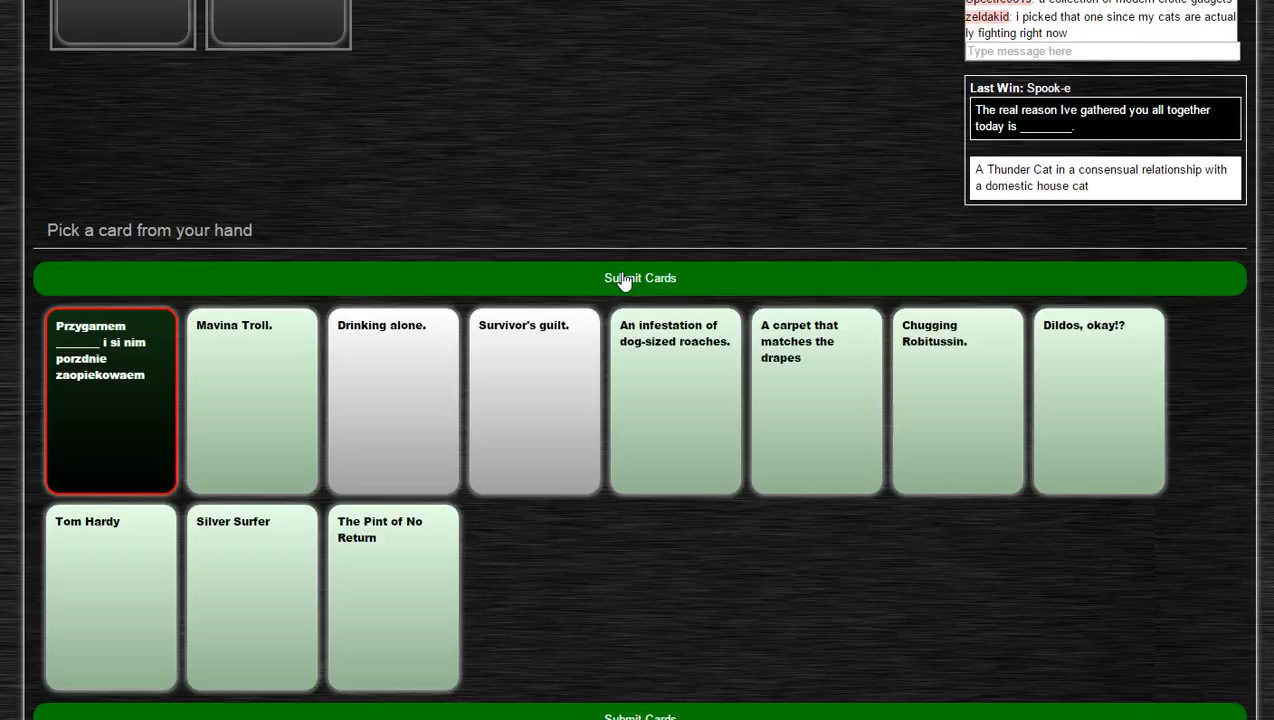 zeldakid: i picked that one since my cats are actual
ly fighting right now
Type message here
Last Win: Spook-e
The real reason Ive gathered you all together
today is ________.
A Thunder Cat in a consensual relationship with
a domestic house cat
Pick a card from your hand
Submit Cards
Przygarnem
_______ i si nim
porzdnie
zaopiekowaem
Mavina Troll.
Drinking alone.
Survivor's guilt.
An infestation of
dog-sized roaches.
A carpet that
matches the
drapes
Chugging
Robitussin.
Dildos, okay!?
Tom Hardy
Silver Surfer
The Pint of No
Return
Submit Cards